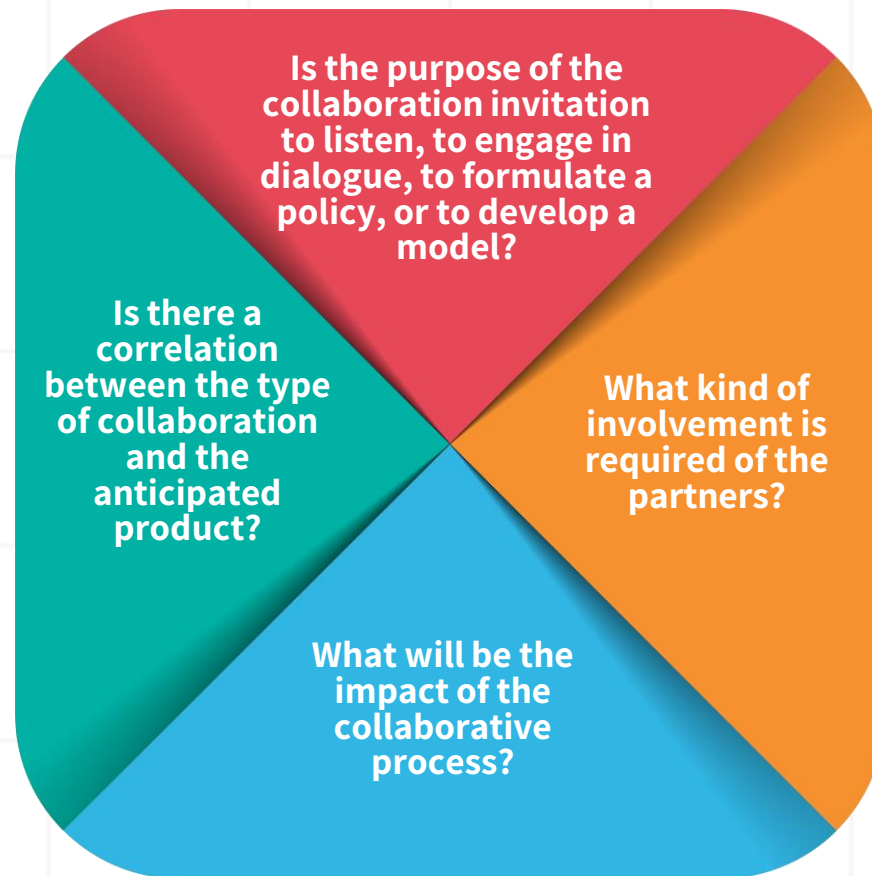 Is the purpose of the
collaboration invitation
to listen, to engage in
dialogue, to formulate a
policy, or to develop a
model?
Is there a
correlation
between the type
of collaboration
and the
anticipated
product?
What kind of
involvement is
required of the
partners?
What will be the
impact of the
collaborative
process?